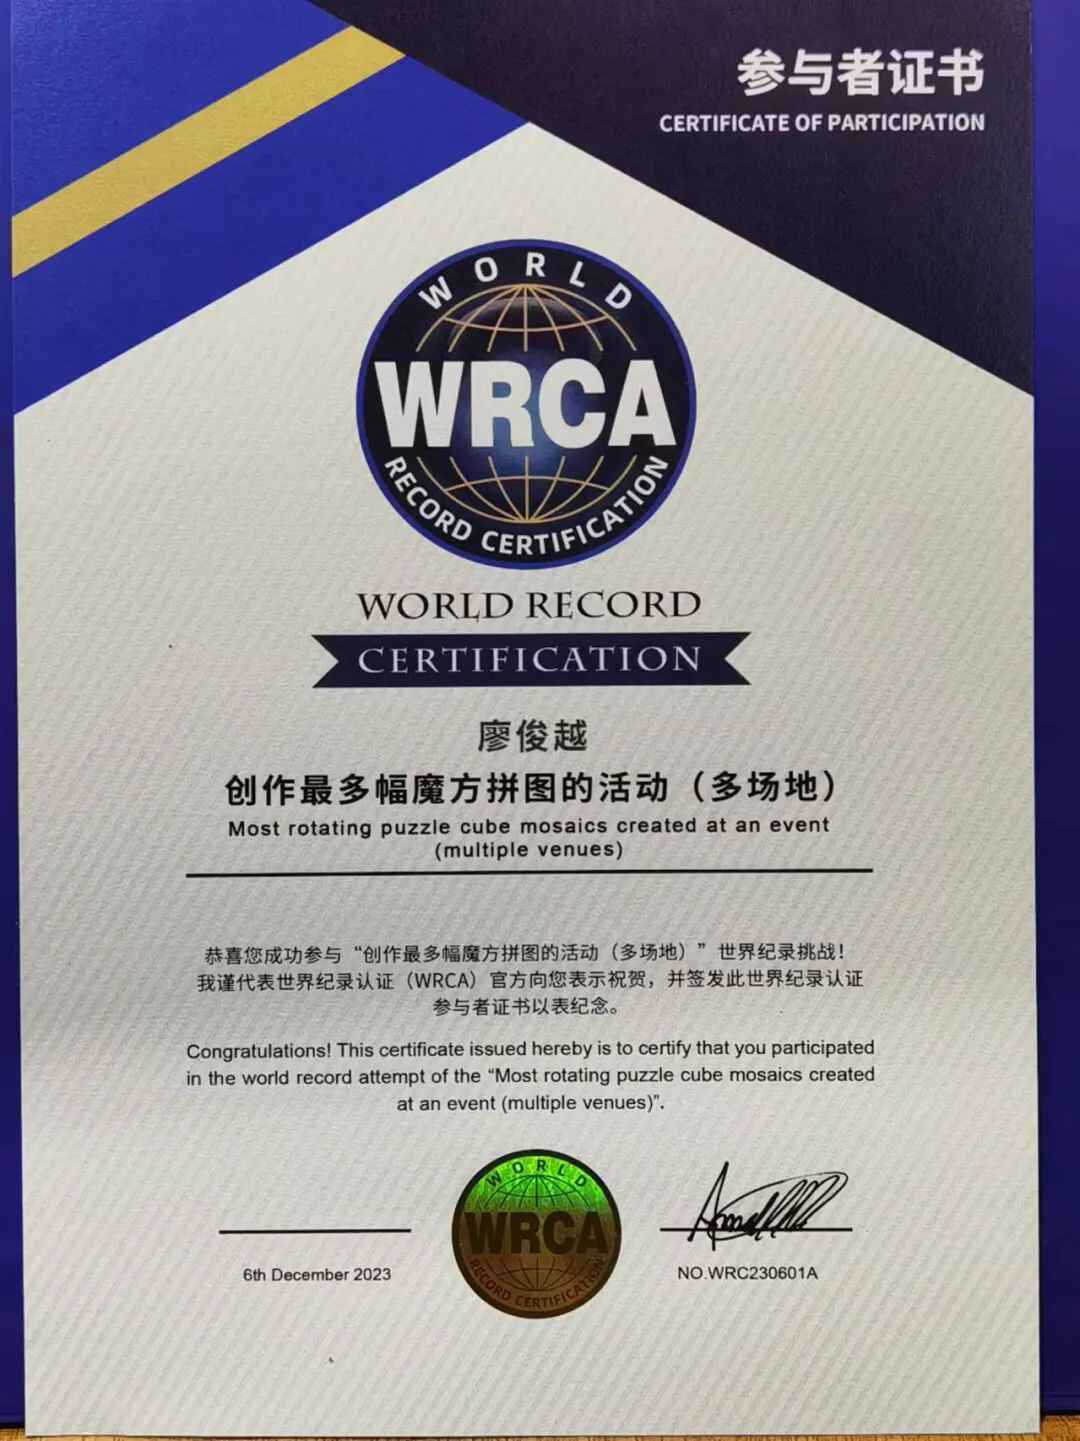 参与者证书
CERTIFICATE OF PARTICIPATION
WORLD
WRCA
RECORD CERTIFICATION
WORLD RECORD
CERTIFICATION
廖俊越
创作最多幅魔方拼图的活动（多场地）
Most rotating puzzle cube mosaics created at an event
(multiple venues)
恭喜您成功参与“创作最多幅魔方拼图的活动（多场地）”世界纪录挑战！
我谨代表世界纪录认证（WRCA）官方向您表示祝贺，并签发此世界纪录认证
参与者证书以表纪念。
Congratulations! This certificate issued hereby is to certify that you participated
in the world record attempt of the “Most rotating puzzle cube mosaics created
at an event (multiple venues)”.
WORLD
WRCA
RECORD CERTIFICATION
6th December 2023
NO.WRC230601A